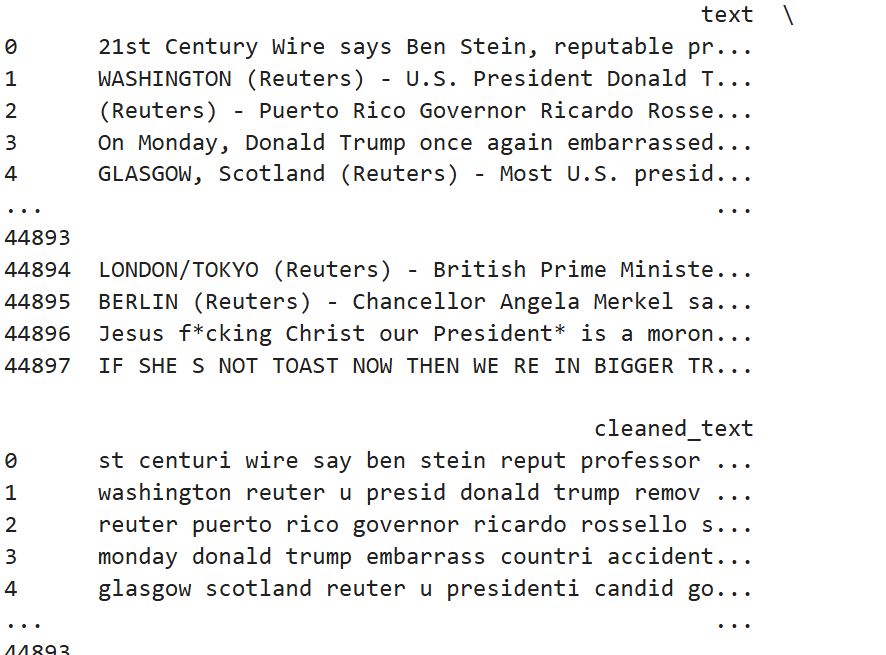 text \
0 21st Century Wire says Ben Stein, reputable pr...
1 WASHINGTON (Reuters) - U.S. President Donald T...
2 (Reuters) - Puerto Rico Governor Ricardo Rosse...
3 On Monday, Donald Trump once again embarrassed...
4 GLASGOW, Scotland (Reuters) - Most U.S. presid...
... ...
44893
44894 LONDON/TOKYO (Reuters) - British Prime Ministe...
44895 BERLIN (Reuters) - Chancellor Angela Merkel sa...
44896 Jesus f*cking Christ our President* is a moron...
44897 IF SHE S NOT TOAST NOW THEN WE RE IN BIGGER TR...
cleaned_text
0 st centuri wire say ben stein reput professor ...
1 washington reuter u presid donald trump remov ...
2 reuter puerto rico governor ricardo rossello s...
3 monday donald trump embarrass countri accident...
4 glasgow scotland reuter u presidenti candid go...
... ...
44893